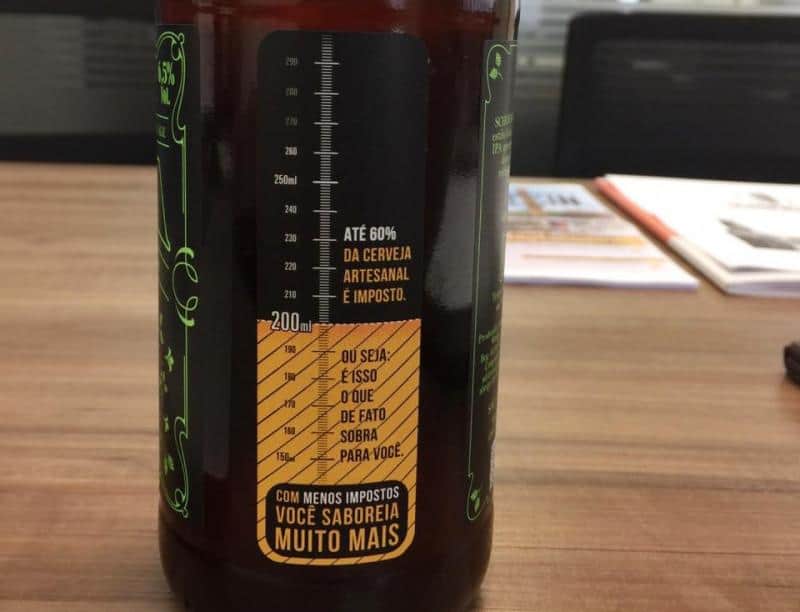 290
280
270
260
250ml
240
230
220
210
200ml
190
180
170
160
150ml
ATÉ 60%
DA CERVEJA
ARTESANAL
É IMPOSTO.
OU SEJA:
É ISSO
O QUE
DE FATO
SOBRA
PARA VOCÊ.
COM MENOS IMPOSTOS
VOCÊ SABOREIA
MUITO MAIS